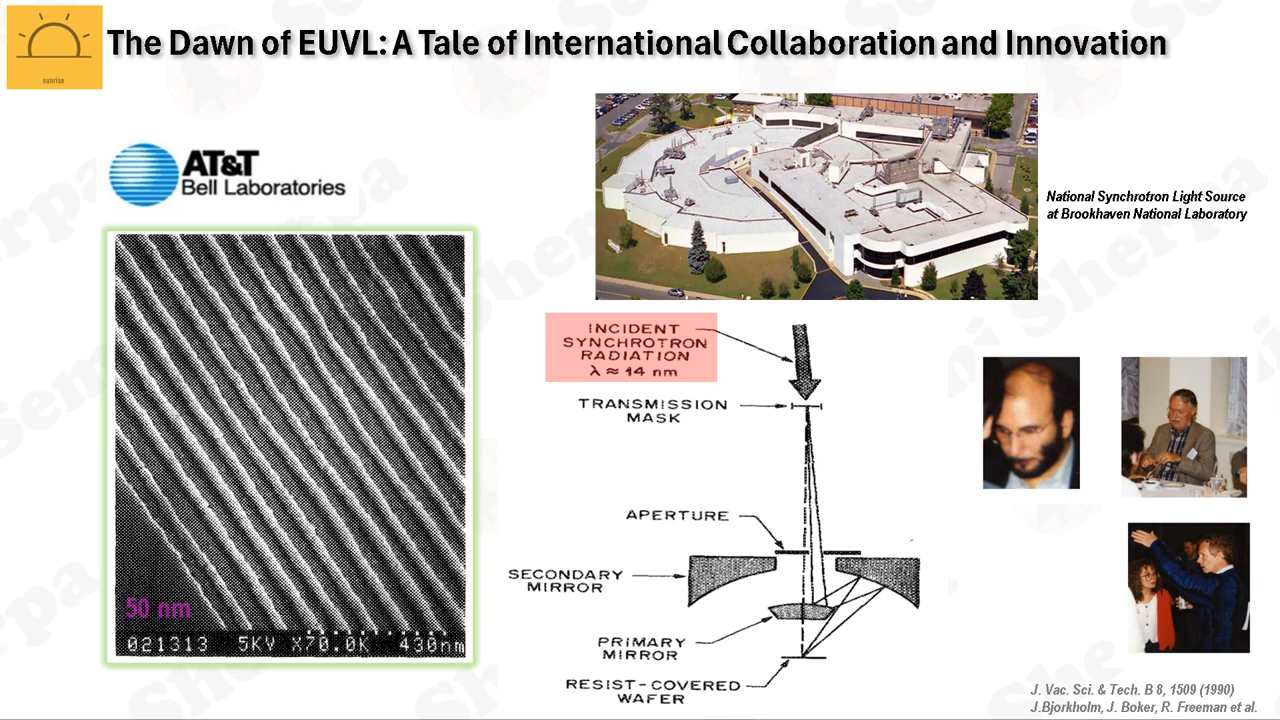 The Dawn of EUVL: A Tale of International Collaboration and Innovation
sunrise
AT&T
Bell Laboratories
National Synchrotron Light Source
at Brookhaven National Laboratory
INCIDENT
SYNCHROTRON
RADIATION
λ ≈ 14 nm
TRANSMISSION
MASK
APERTURE
SECONDARY
MIRROR
PRIMARY
MIRROR
RESIST-COVERED
WAFER
50 nm
021313 5KV X70.0K 430nm
J. Vac. Sci. & Tech. B 8, 1509 (1990)
J.Bjorkholm, J. Boker, R. Freeman et al.